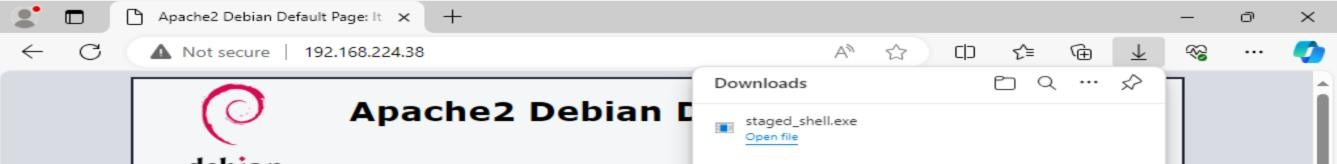 Apache2 Debian Default Page: It
Not secure | 192.168.224.38
Downloads
Apache2 Debian D
staged_shell.exe
Open file
debian